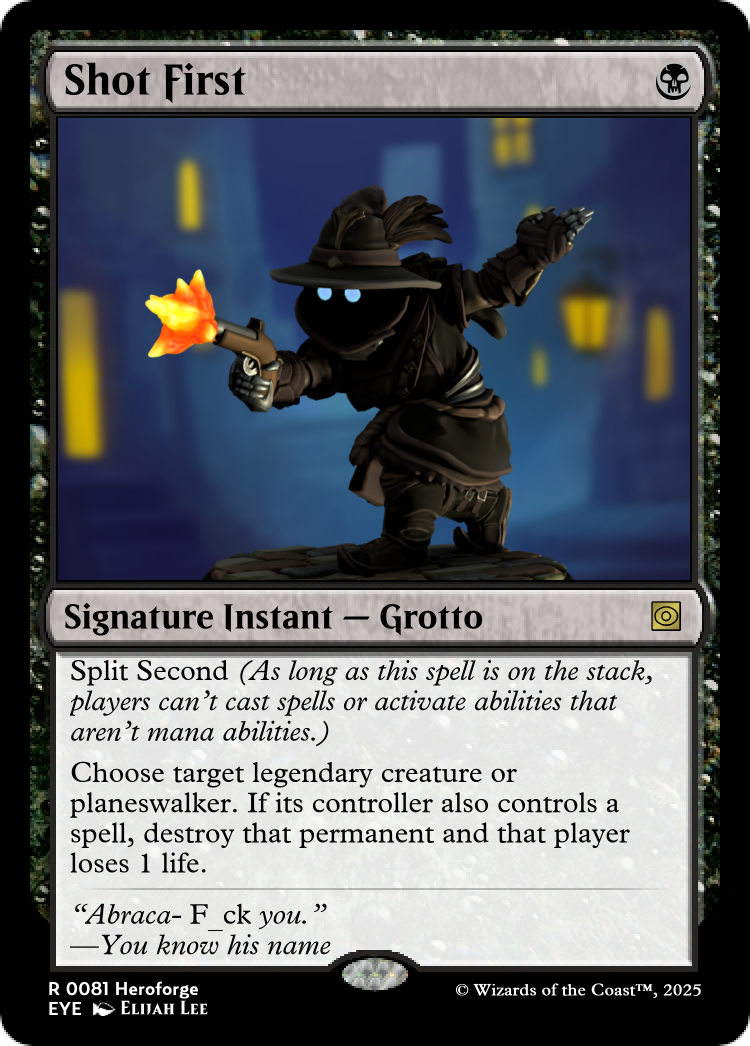 Shot First
Signature Instant — Grotto
Split Second (As long as this spell is on the stack,
players can't cast spells or activate abilities that
aren't mana abilities.)
Choose target legendary creature or
planeswalker. If its controller also controls a
spell, destroy that permanent and that player
loses 1 life.
“Abraca- F_ck you.”
—You know his name
R 0081 Heroforge
© Wizards of the Coast™, 2025
EYE Elijah Lee